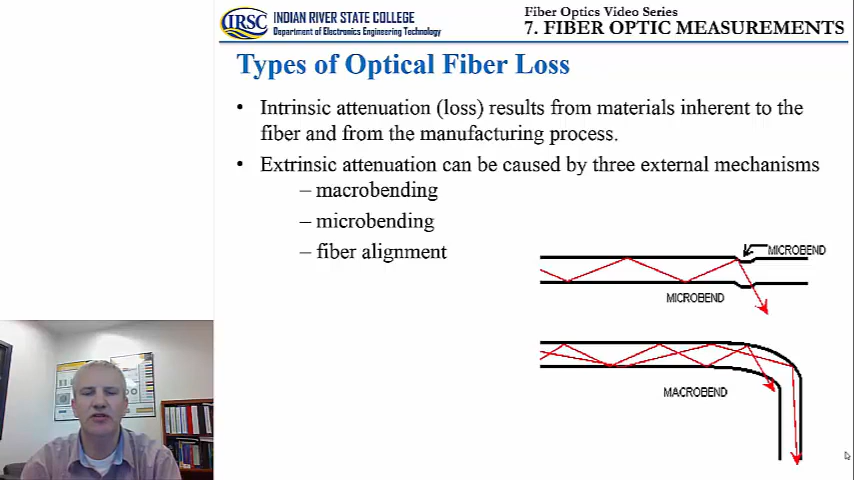 IRSC
INDIAN RIVER STATE COLLEGE
Department of Electronics Engineering Technology
Fiber Optics Video Series
7. FIBER OPTIC MEASUREMENTS
Types of Optical Fiber Loss
• Intrinsic attenuation (loss) results from materials inherent to the
fiber and from the manufacturing process.
• Extrinsic attenuation can be caused by three external mechanisms
– macrobending
– microbending
– fiber alignment
MICROBEND
MICROBEND
MACROBEND